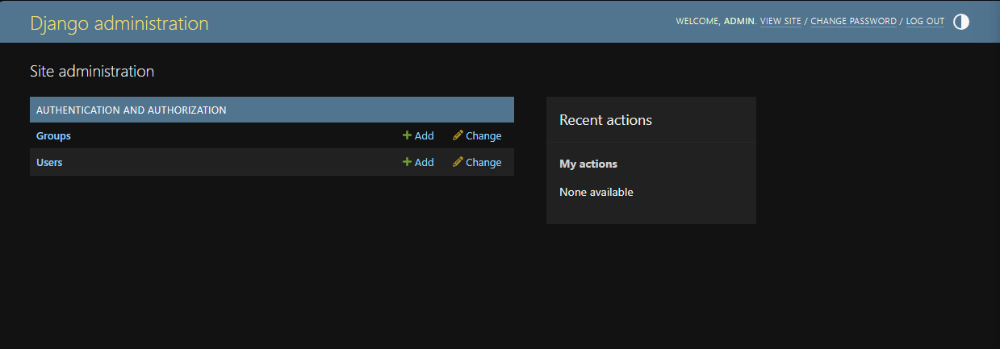 Django administration
WELCOME, ADMIN. VIEW SITE / CHANGE PASSWORD / LOG OUT
Site administration
AUTHENTICATION AND AUTHORIZATION
Groups Add Change
Users Add Change
Recent actions
My actions
None available